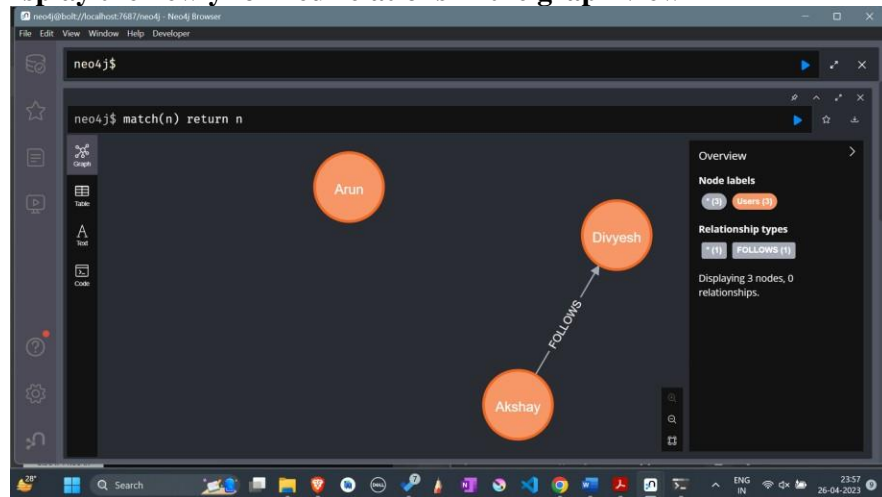 neo4j@bolt://localhost:7687/neo4j - Neo4j Browser
File Edit View Window Help Developer
neo4j$
neo4j$ match(n) return n
Graph
Table
Text
Code
Arun
Divyesh
FOLLOWS
Akshay
Overview
Node labels
* (3) Users (3)
Relationship types
* (1) FOLLOWS (1)
Displaying 3 nodes, 0
relationships.
28°
Search
ENG
IN
23:57
26-04-2023